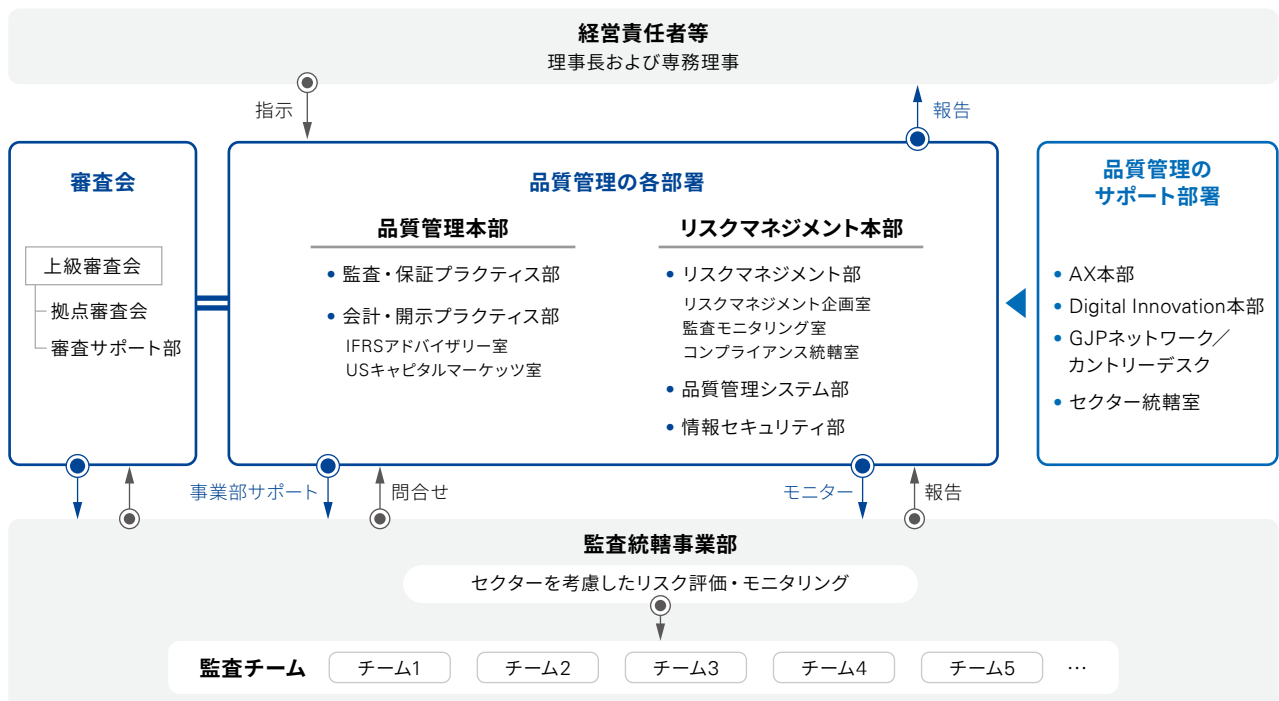 経営責任者等
理事長および専務理事
指示
報告
審査会
上級審査会
拠点審査会
審査サポート部
品質管理の各部署
品質管理本部
• 監査・保証プラクティス部
• 会計・開示プラクティス部
IFRSアドバイザリー室
USキャピタルマーケッツ室
リスクマネジメント本部
• リスクマネジメント部
リスクマネジメント企画室
監査モニタリング室
コンプライアンス統轄室
• 品質管理システム部
• 情報セキュリティ部
品質管理の
サポート部署
• AX本部
• Digital Innovation本部
• GJPネットワーク／
カントリーデスク
• セクター統轄室
事業部サポート
問合せ
モニター
報告
監査統轄事業部
セクターを考慮したリスク評価・モニタリング
監査チーム
チーム1
チーム2
チーム3
チーム4
チーム5
…